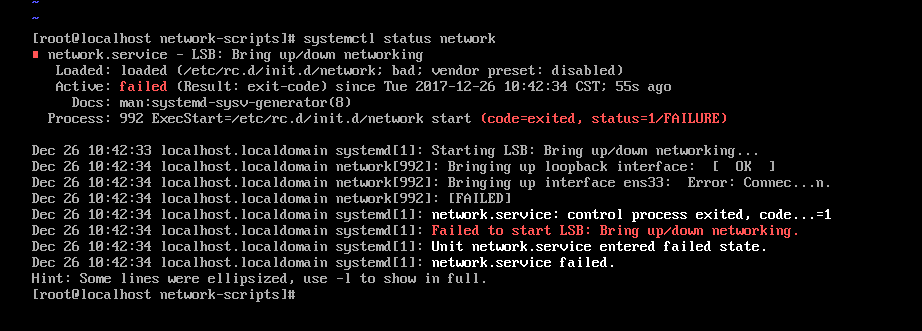 ~
~
[root@localhost network-scripts]# systemctl status network
● network.service - LSB: Bring up/down networking
   Loaded: loaded (/etc/rc.d/init.d/network; bad; vendor preset: disabled)
   Active: failed (Result: exit-code) since Tue 2017-12-26 10:42:34 CST; 55s ago
     Docs: man:systemd-sysv-generator(8)
  Process: 992 ExecStart=/etc/rc.d/init.d/network start (code=exited, status=1/FAILURE)

Dec 26 10:42:33 localhost.localdomain systemd[1]: Starting LSB: Bring up/down networking...
Dec 26 10:42:34 localhost.localdomain network[992]: Bringing up loopback interface:  [  OK  ]
Dec 26 10:42:34 localhost.localdomain network[992]: Bringing up interface ens33:  Error: Connec...n.
Dec 26 10:42:34 localhost.localdomain network[992]: [FAILED]
Dec 26 10:42:34 localhost.localdomain systemd[1]: network.service: control process exited, code...=1
Dec 26 10:42:34 localhost.localdomain systemd[1]: Failed to start LSB: Bring up/down networking.
Dec 26 10:42:34 localhost.localdomain systemd[1]: Unit network.service entered failed state.
Dec 26 10:42:34 localhost.localdomain systemd[1]: network.service failed.
Hint: Some lines were ellipsized, use -l to show in full.
[root@localhost network-scripts]#